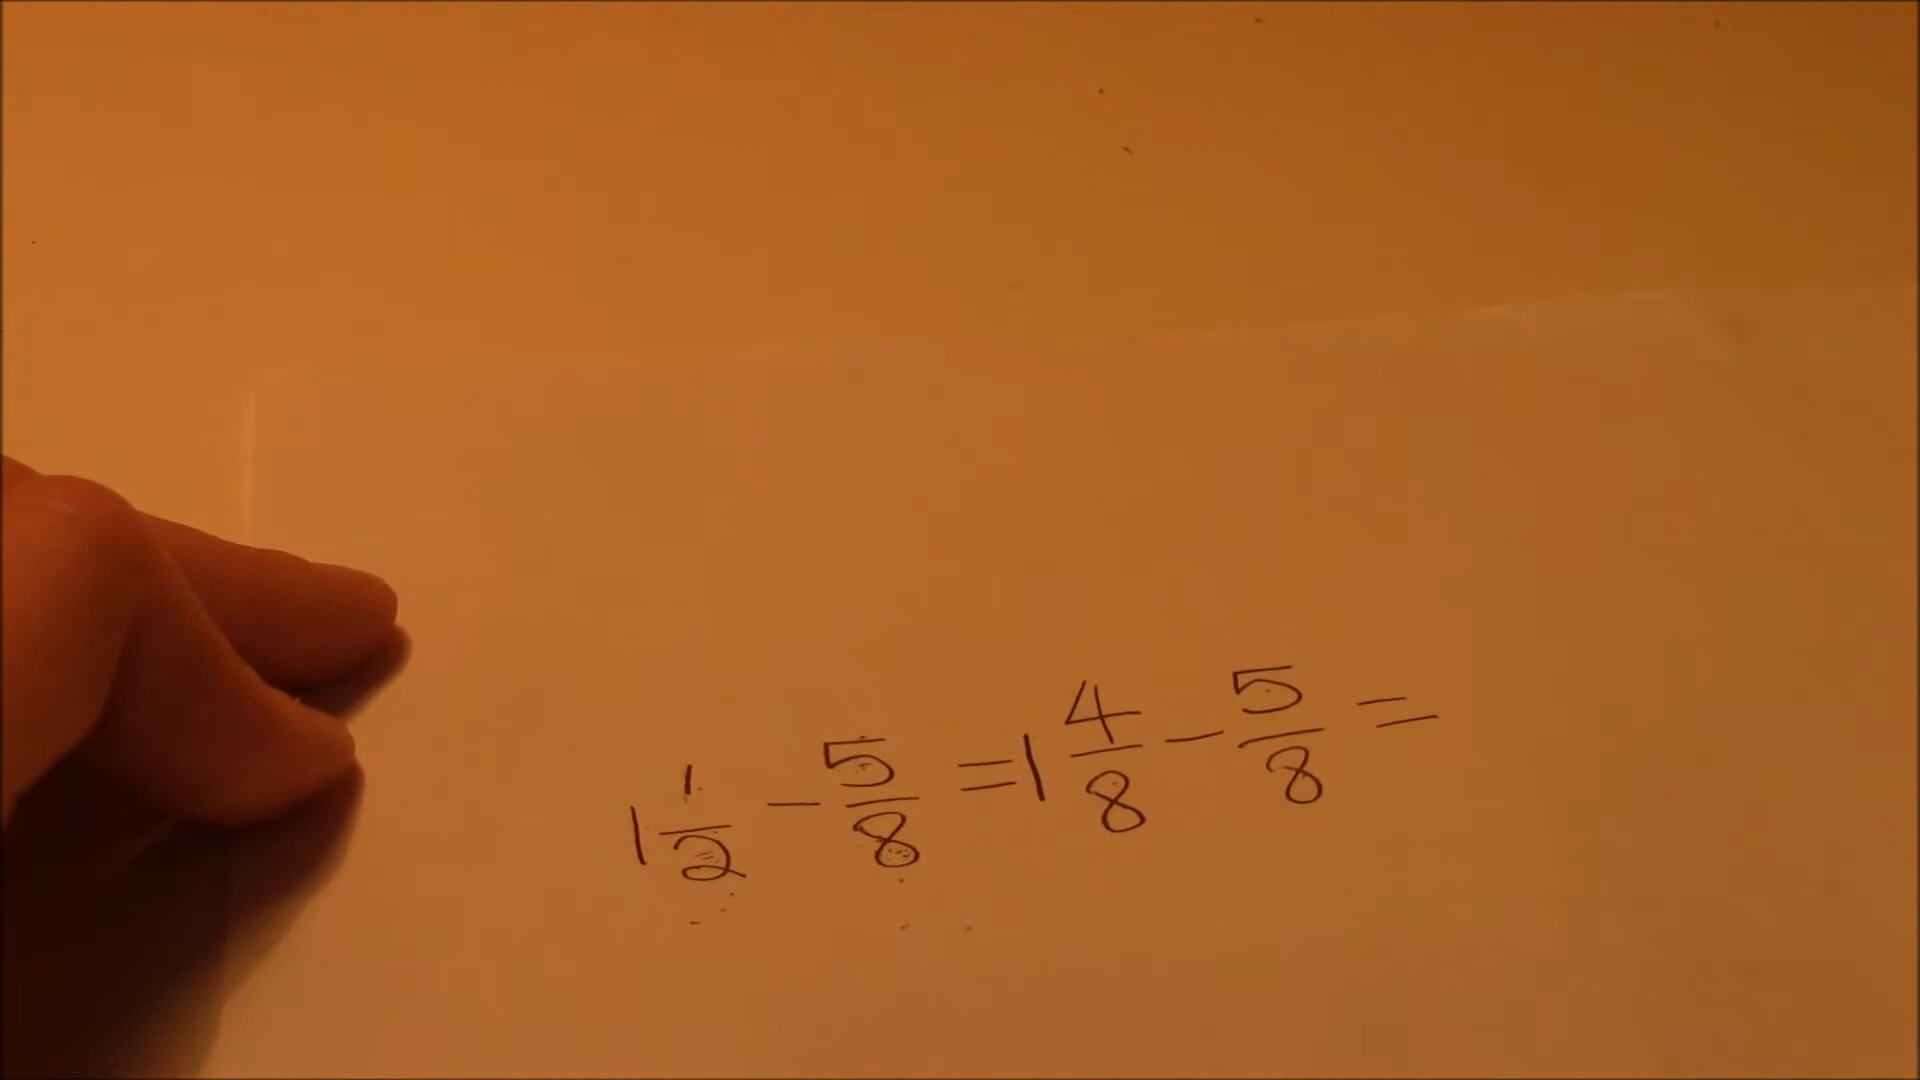 1 1/2 - 5/8 = 1 4/8 - 5/8 =